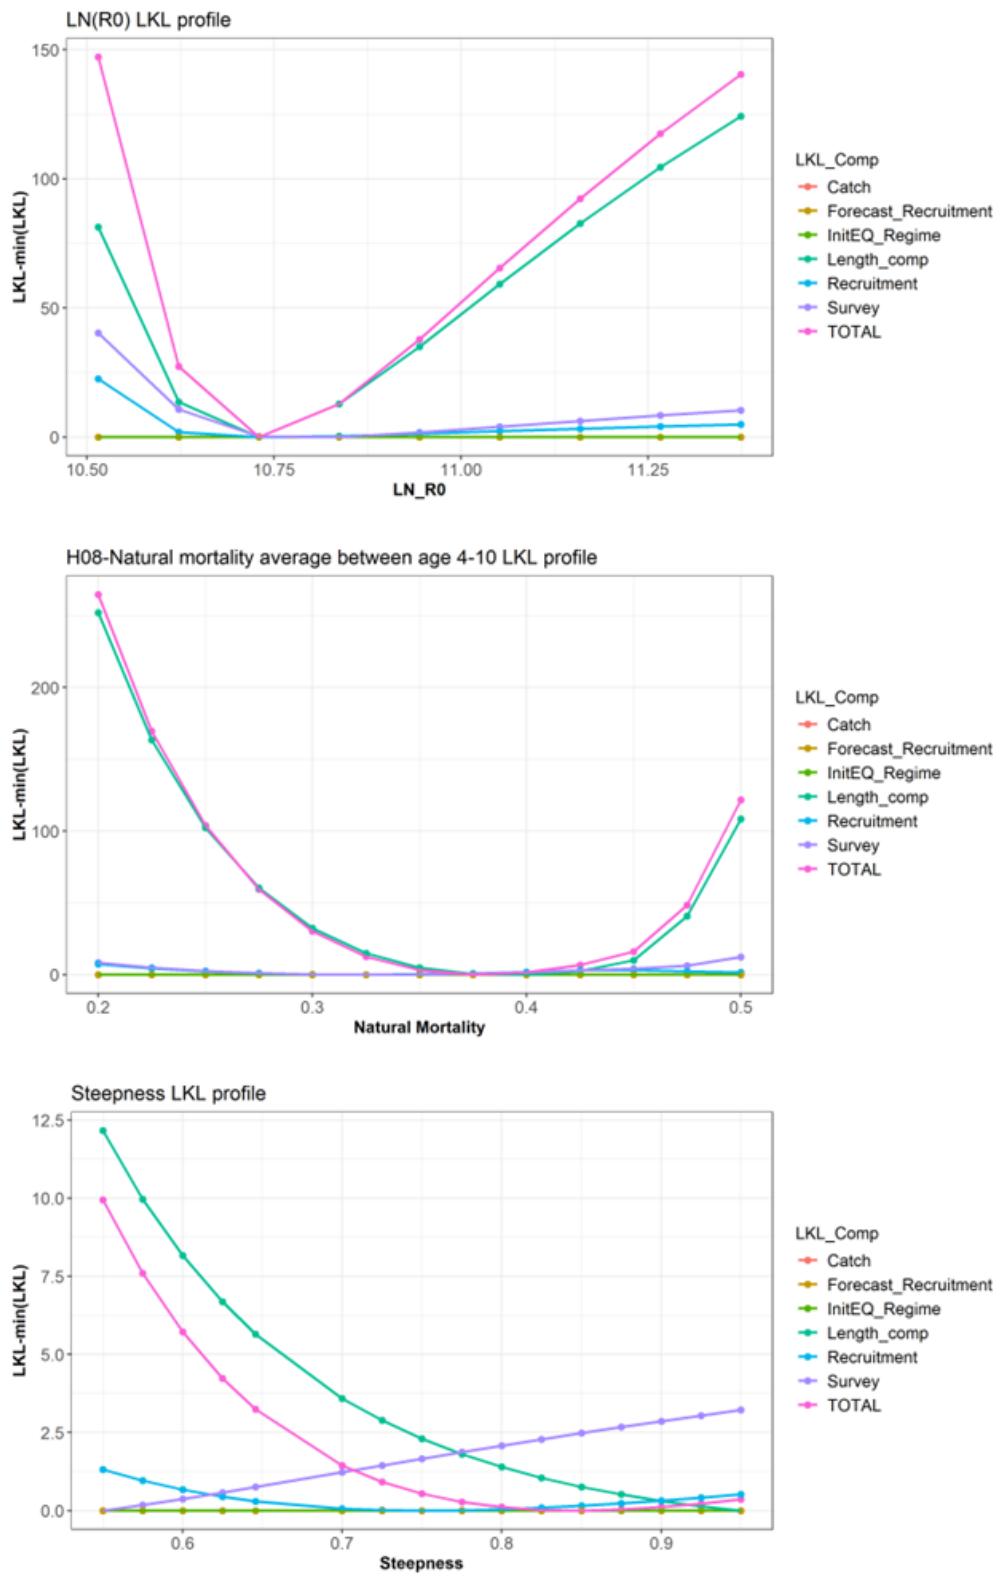 LN(R0) LKL profile
150
100
50
0
LKL-min(LKL)
10.50
10.75
11.00
11.25
LN_R0
LKL_Comp
Catch
Forecast_Recruitment
InitEQ_Regime
Length_comp
Recruitment
Survey
TOTAL
H08-Natural mortality average between age 4-10 LKL profile
200
100
0
LKL-min(LKL)
0.2
0.3
0.4
0.5
Natural Mortality
LKL_Comp
Catch
Forecast_Recruitment
InitEQ_Regime
Length_comp
Recruitment
Survey
TOTAL
Steepness LKL profile
12.5
10.0
7.5
5.0
2.5
0.0
LKL-min(LKL)
0.6
0.7
0.8
0.9
Steepness
LKL_Comp
Catch
Forecast_Recruitment
InitEQ_Regime
Length_comp
Recruitment
Survey
TOTAL